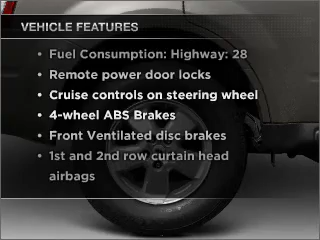 VEHICLE FEATURES
• Fuel Consumption: Highway: 28
• Remote power door locks
• Cruise controls on steering wheel
• 4-wheel ABS Brakes
• Front Ventilated disc brakes
• 1st and 2nd row curtain head
airbags